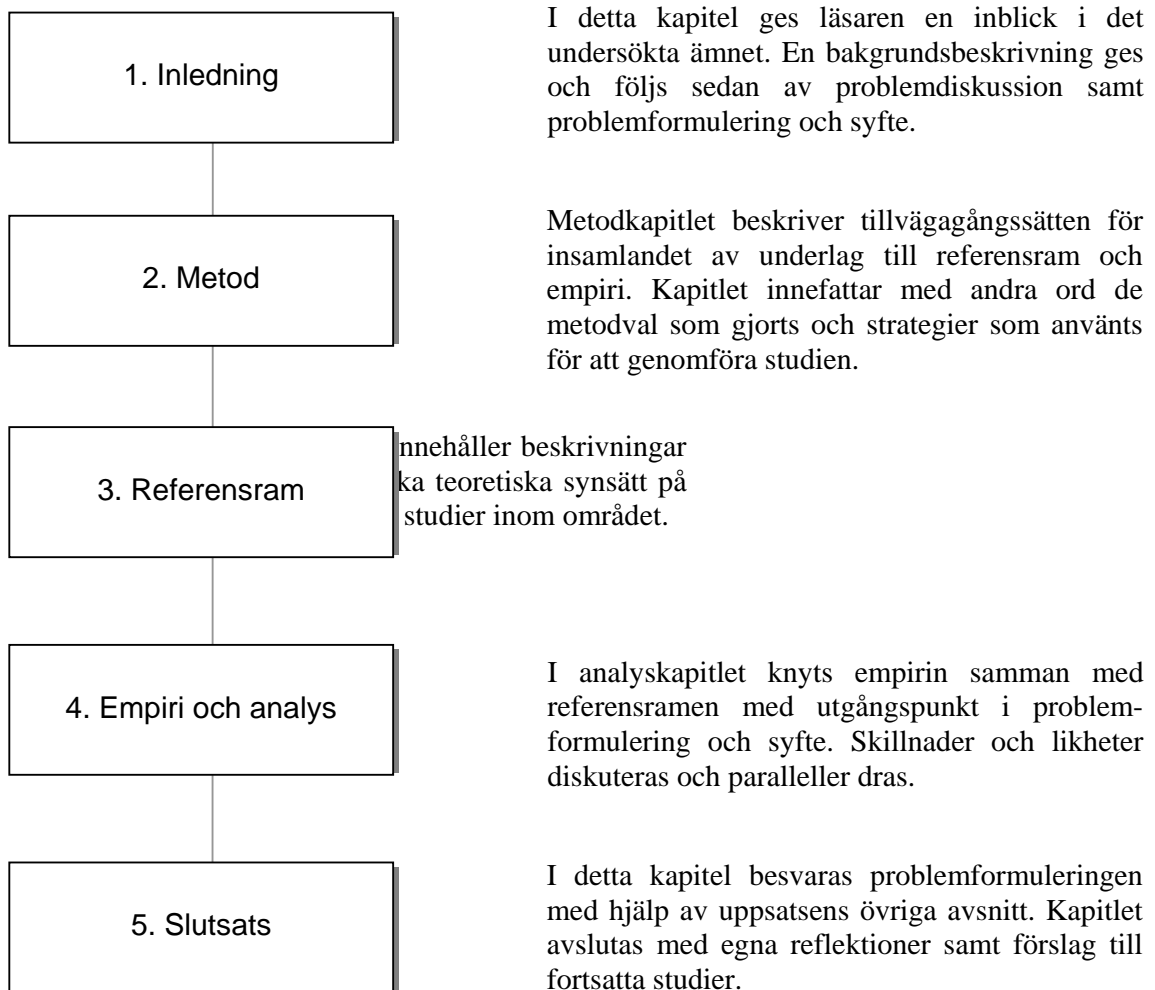 1. Inledning
I detta kapitel ges läsaren en inblick i det
undersökta ämnet. En bakgrundsbeskrivning ges
och följs sedan av problemdiskussion samt
problemformulering och syfte.
2. Metod
Metodkapitlet beskriver tillvägagångssätten för
insamlandet av underlag till referensram och
empiri. Kapitlet innefattar med andra ord de
metodval som gjorts och strategier som använts
för att genomföra studien.
3. Referensram
nnehåller beskrivningar
ka teoretiska synsätt på
studier inom området.
4. Empiri och analys
I analyskapitlet knyts empirin samman med
referensramen med utgångspunkt i problem-
formulering och syfte. Skillnader och likheter
diskuteras och paralleller dras.
5. Slutsats
I detta kapitel besvaras problemformuleringen
med hjälp av uppsatsens övriga avsnitt. Kapitlet
avslutas med egna reflektioner samt förslag till
fortsatta studier.